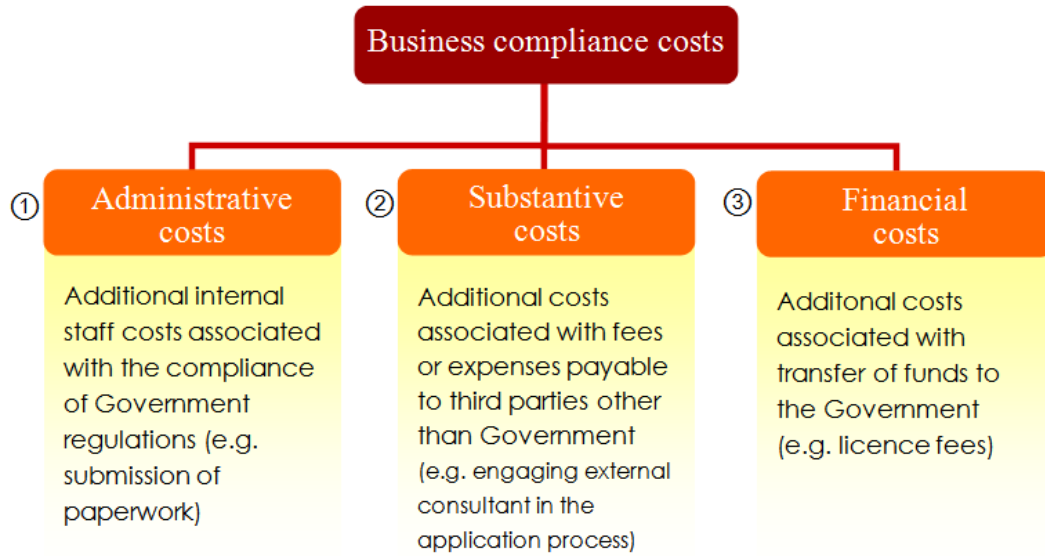 Business compliance costs
① Administrative
costs
Additional internal
staff costs associated
with the compliance
of Government
regulations (e.g.
submission of
paperwork)
② Substantive
costs
Additional costs
associated with fees
or expenses payable
to third parties other
than Government
(e.g. engaging external
consultant in the
application process)
③ Financial
costs
Additonal costs
associated with
transfer of funds to
the Government
(e.g. licence fees)